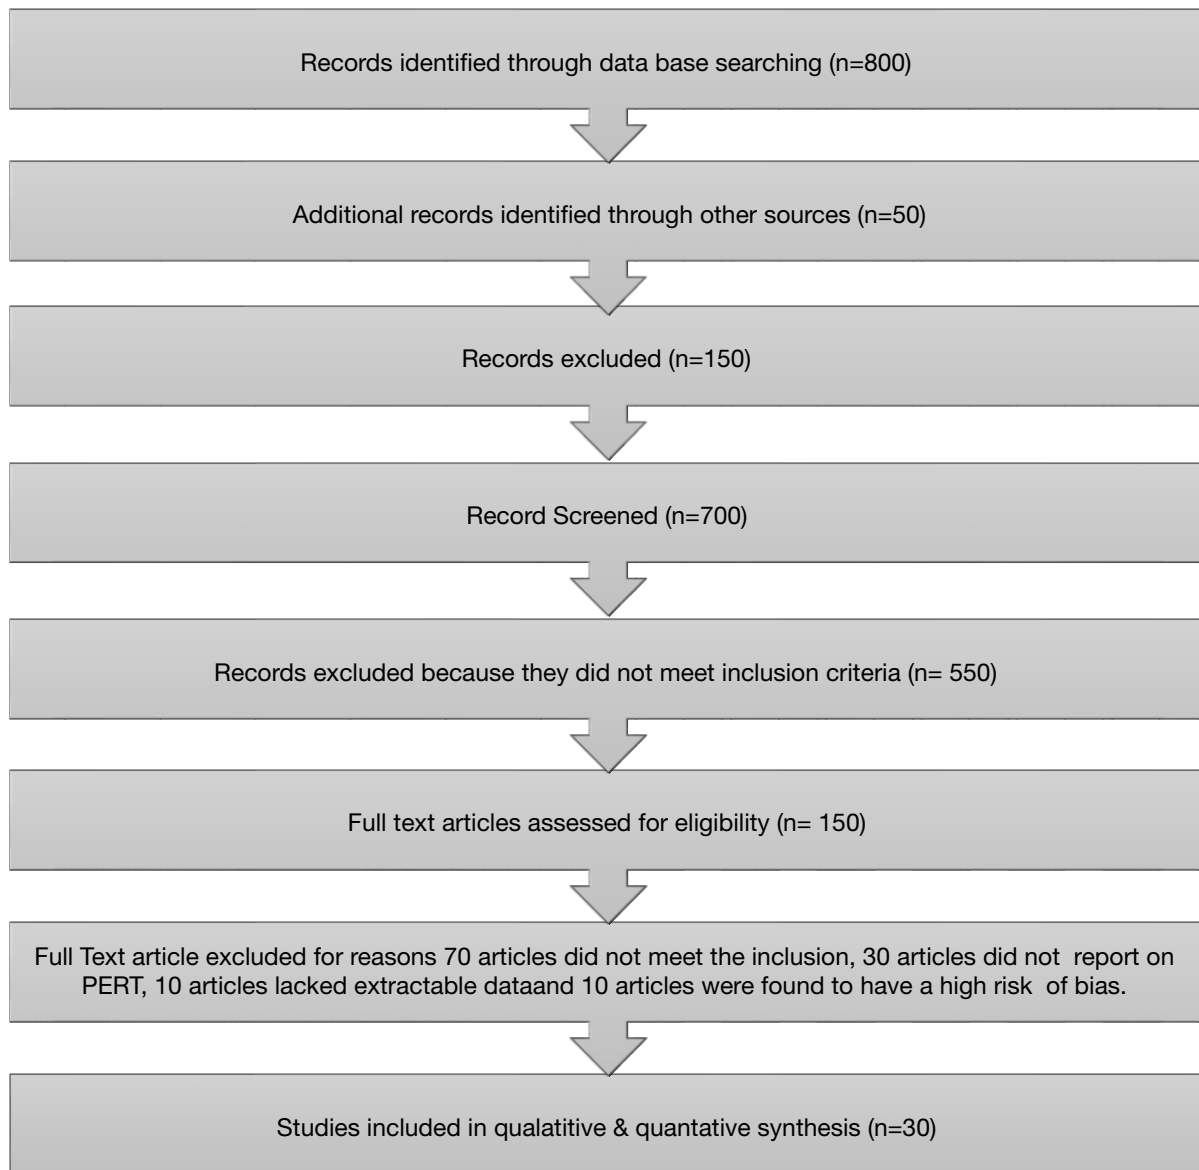 Records identified through data base searching (n=800)
Additional records identified through other sources (n=50)
Records excluded (n=150)
Record Screened (n=700)
Records excluded because they did not meet inclusion criteria (n= 550)
Full text articles assessed for eligibility (n= 150)
Full Text article excluded for reasons 70 articles did not meet the inclusion, 30 articles did not report on
PERT, 10 articles lacked extractable dataand 10 articles were found to have a high risk of bias.
Studies included in qualatitive & quantative synthesis (n=30)